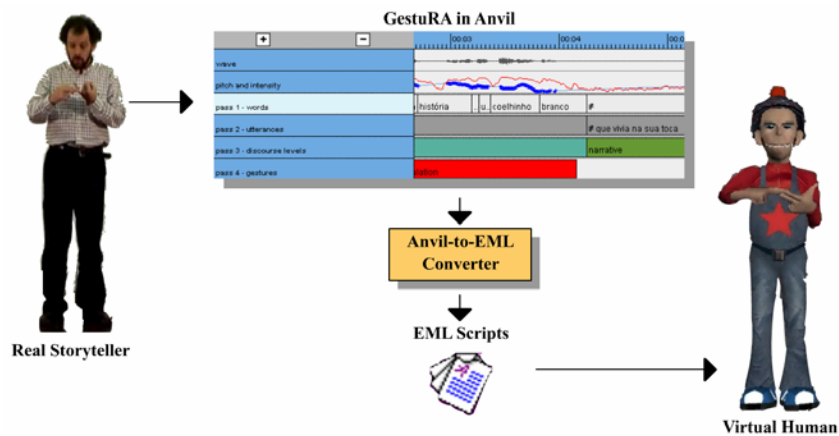 GestuRA in Anvil
+ −
00:03 00:04 00:0
wave
pitch and intensity
pass 1 - words história u.. coelhinho branco #
pass 2 - utterances # que vivia na sua toca
pass 3 - discourse levels narrative
pass 4 - gestures
Anvil-to-EML
Converter
EML Scripts
Real Storyteller
Virtual Human